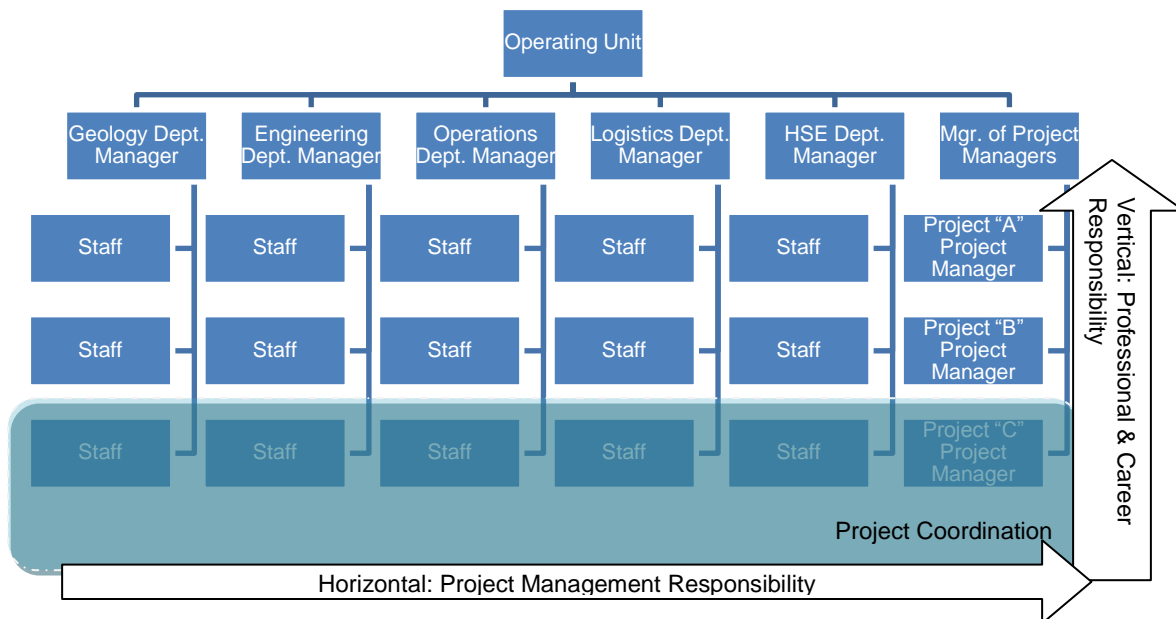 Operating Unit
Geology Dept.
Manager
Engineering
Dept. Manager
Operations
Dept. Manager
Logistics Dept.
Manager
HSE Dept.
Manager
Mgr. of Project
Managers
Staff
Staff
Staff
Staff
Staff
Project “A”
Project
Manager
Staff
Staff
Staff
Staff
Staff
Project “B”
Project
Manager
Staff
Staff
Staff
Staff
Staff
Project “C”
Project
Manager
Project Coordination
Horizontal: Project Management Responsibility
Vertical: Professional & Career
Responsibility